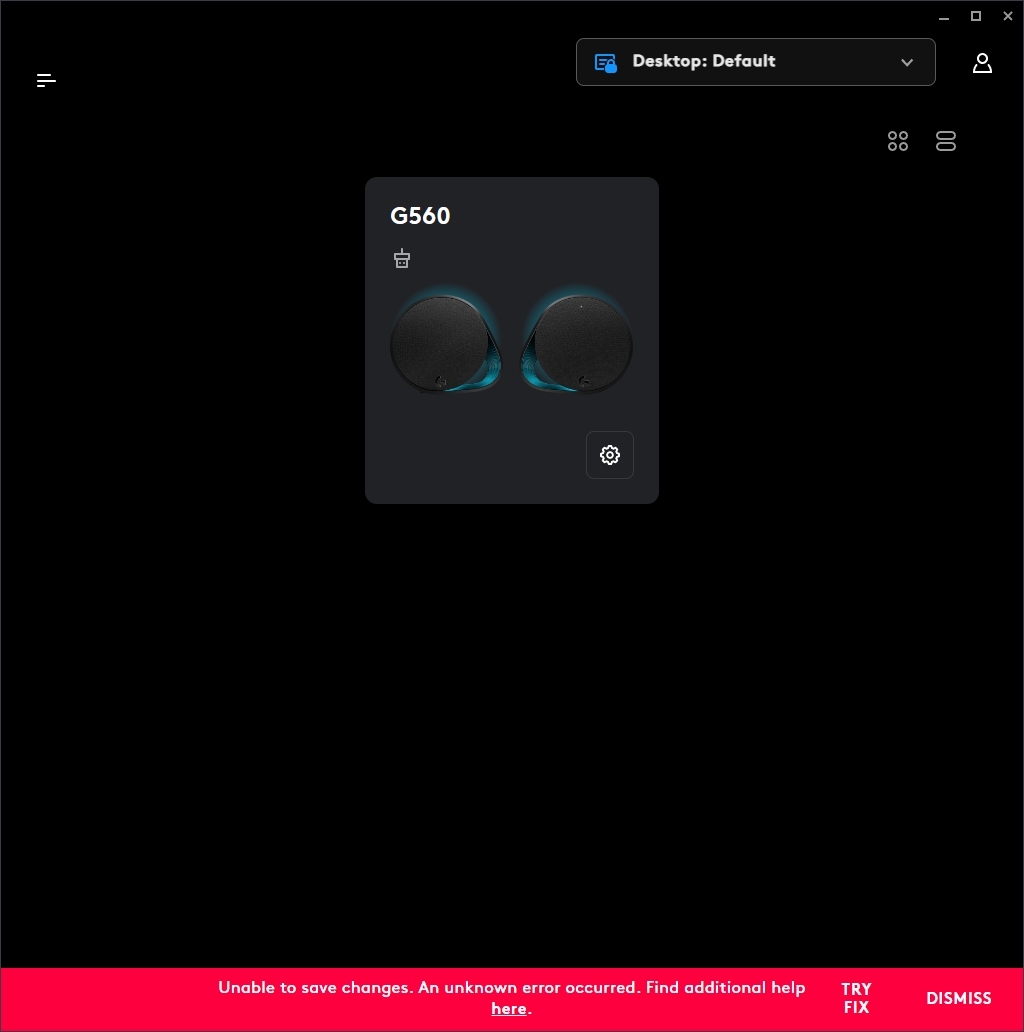 Desktop: Default
G560
Unable to save changes. An unknown error occurred. Find additional help
here.
TRY
FIX
DISMISS